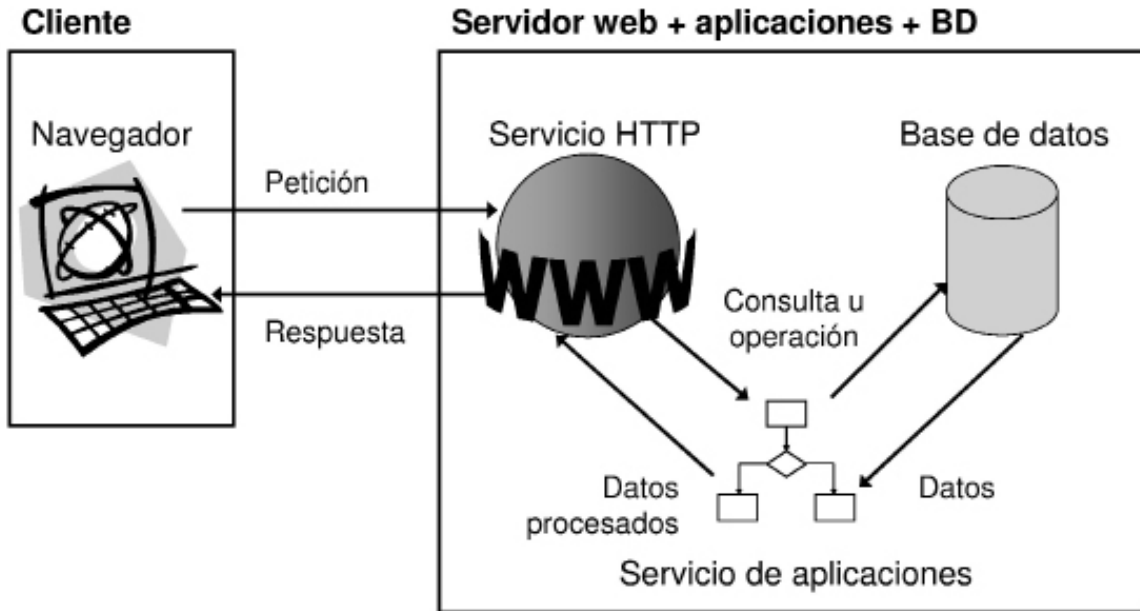 Cliente
Servidor web + aplicaciones + BD
Navegador
Servicio HTTP
Base de datos
Petición
WWW
Respuesta
Consulta u
operación
Datos
procesados
Datos
Servicio de aplicaciones